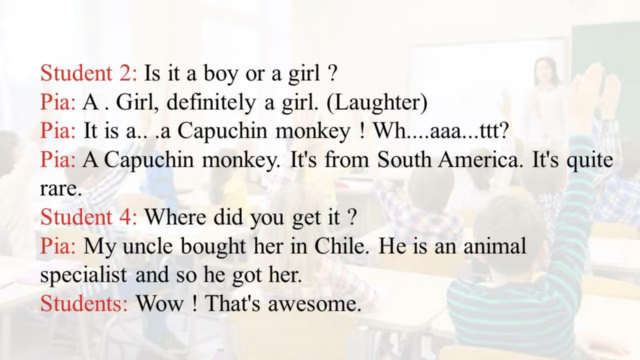 Student 2: Is it a boy or a girl ?
Pia: A . Girl, definitely a girl. (Laughter)
Pia: It is a.. .a Capuchin monkey ! Wh....aaa...ttt?
Pia: A Capuchin monkey. It's from South America. It's quite
rare.
Student 4: Where did you get it ?
Pia: My uncle bought her in Chile. He is an animal
specialist and so he got her.
Students: Wow ! That's awesome.